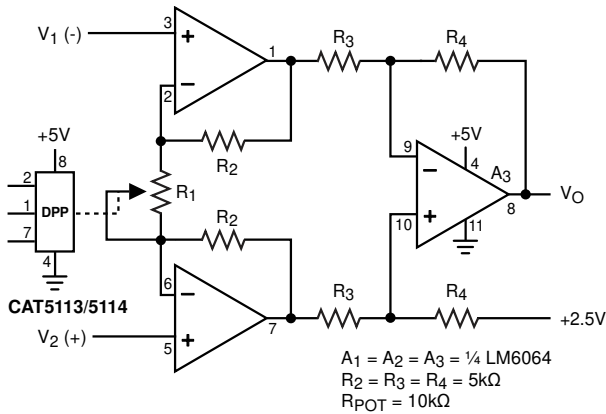 V1 (-)
3
+
1
R3
R4
−
2
+5V
R2
+5V
8
9
4
2
DPP
R1
−
A3
1
8
VO
7
R2
+
10
11
4
CAT5113/5114
6
−
R3
R4
7
+2.5V
V2 (+)
5
+
A1 = A2 = A3 = ¼ LM6064
R2 = R3 = R4 = 5kΩ
RPOT = 10kΩ